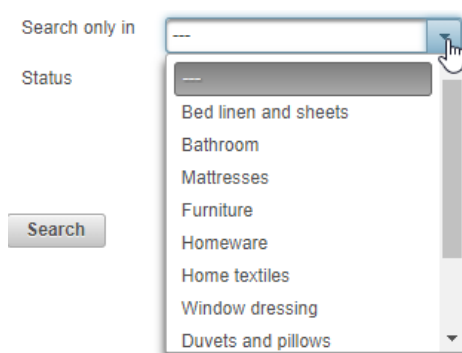 Search only in
---
Status
---
Bed linen and sheets
Bathroom
Mattresses
Furniture
Search
Homeware
Home textiles
Window dressing
Duvets and pillows